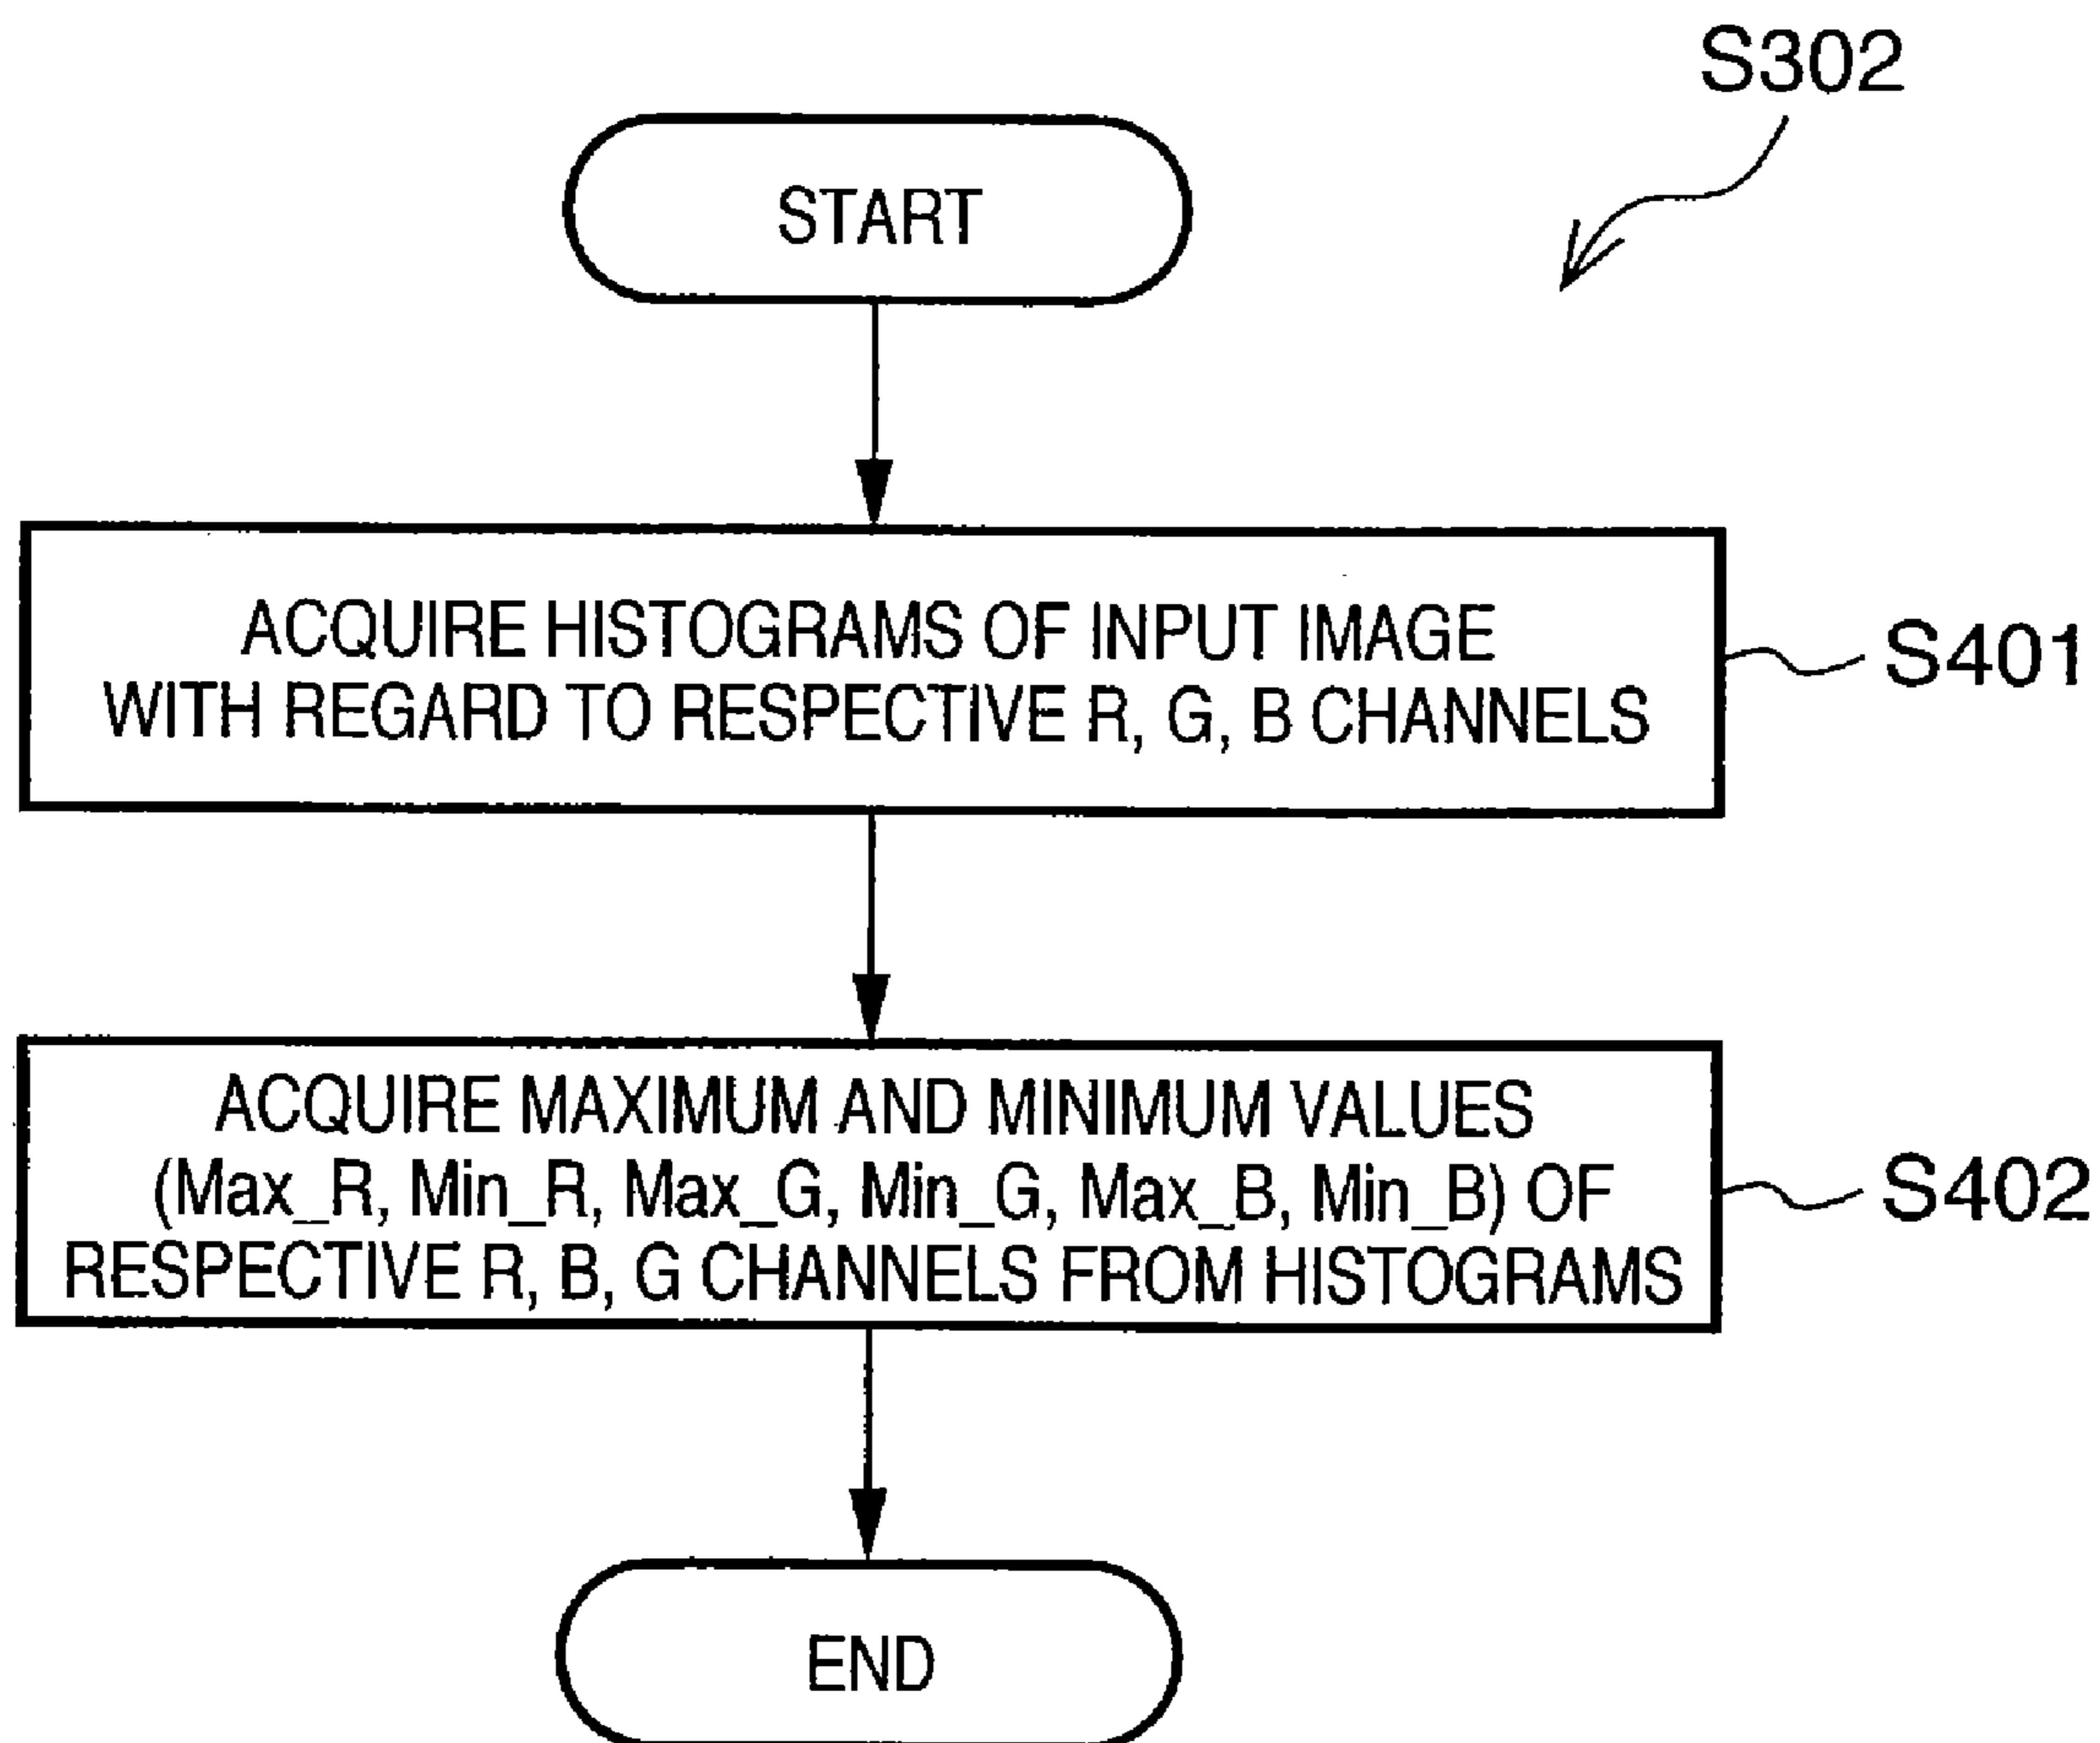 S302
START
ACQUIRE HISTOGRAMS OF INPUT IMAGE
WITH REGARD TO RESPECTIVE R, G, B CHANNELS
S401
ACQUIRE MAXIMUM AND MINIMUM VALUES
(Max_R, Min_R, Max_G, Min_G, Max_B, Min_B) OF
RESPECTIVE R, B, G CHANNELS FROM HISTOGRAMS
S402
END